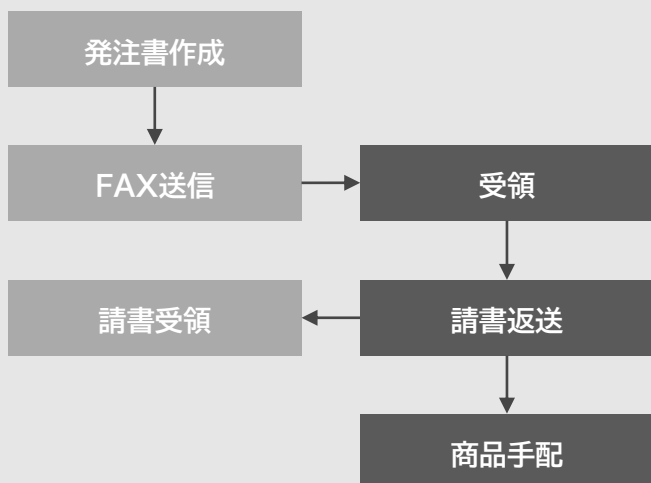 発注書作成
FAX送信
受領
請書受領
請書返送
商品手配